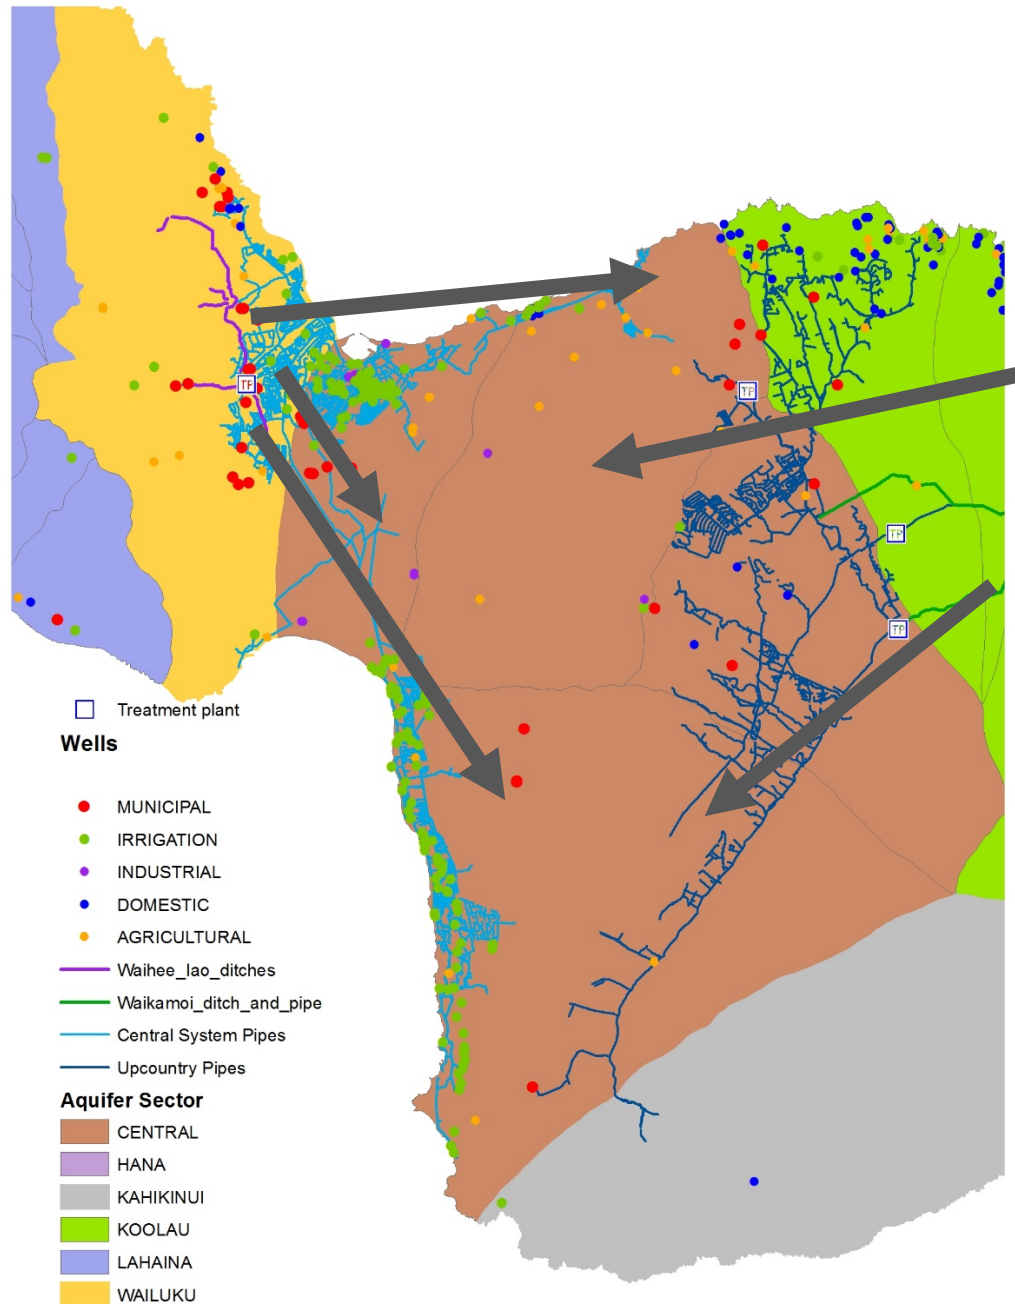 TP
TP
TP
TP
Treatment plant
Wells
MUNICIPAL
IRRIGATION
INDUSTRIAL
DOMESTIC
AGRICULTURAL
Waihee_Iao_ditches
Waikamoi_ditch_and_pipe
Central System Pipes
Upcountry Pipes
Aquifer Sector
CENTRAL
HANA
KAHIKINUI
KOOLAU
LAHAINA
WAILUKU